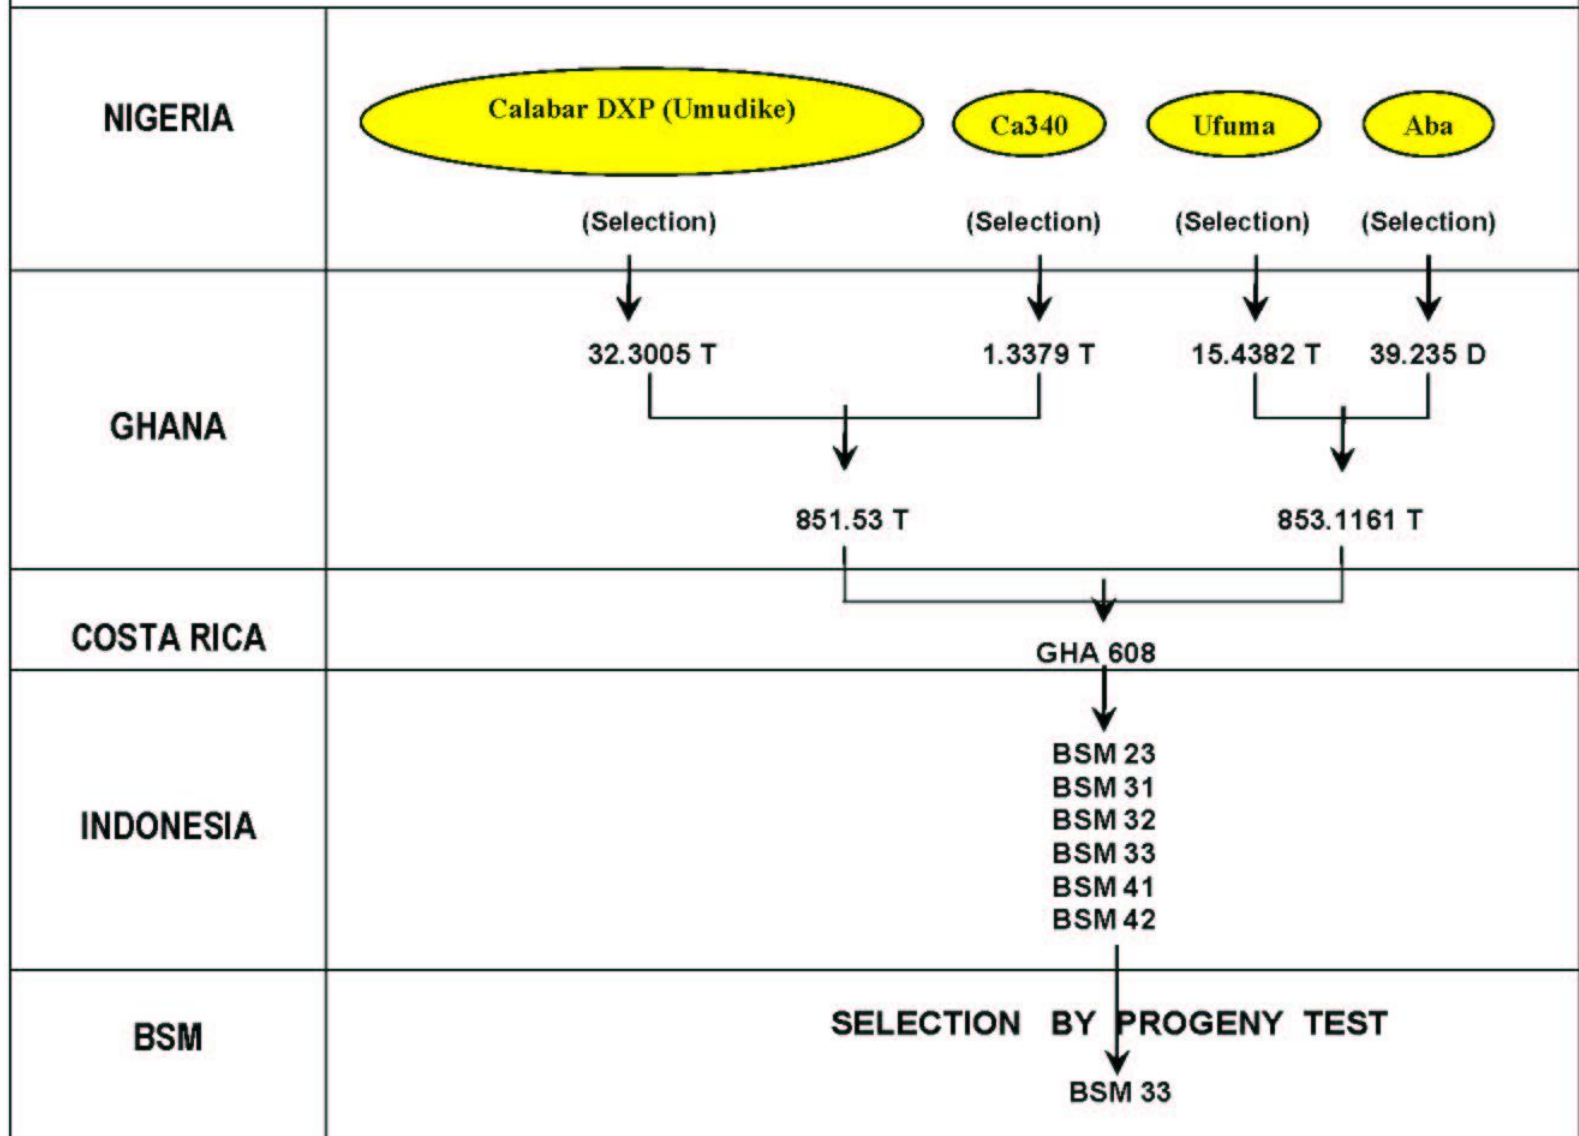 NIGERIA
Calabar DXP (Umudike)
Ca340
Ufuma
Aba
(Selection)
(Selection)
(Selection)
(Selection)
GHANA
32.3005 T
1.3379 T
15.4382 T
39.235 D
851.53 T
853.1161 T
COSTA RICA
GHA 608
INDONESIA
BSM 23
BSM 31
BSM 32
BSM 33
BSM 41
BSM 42
BSM
SELECTION BY PROGENY TEST
BSM 33